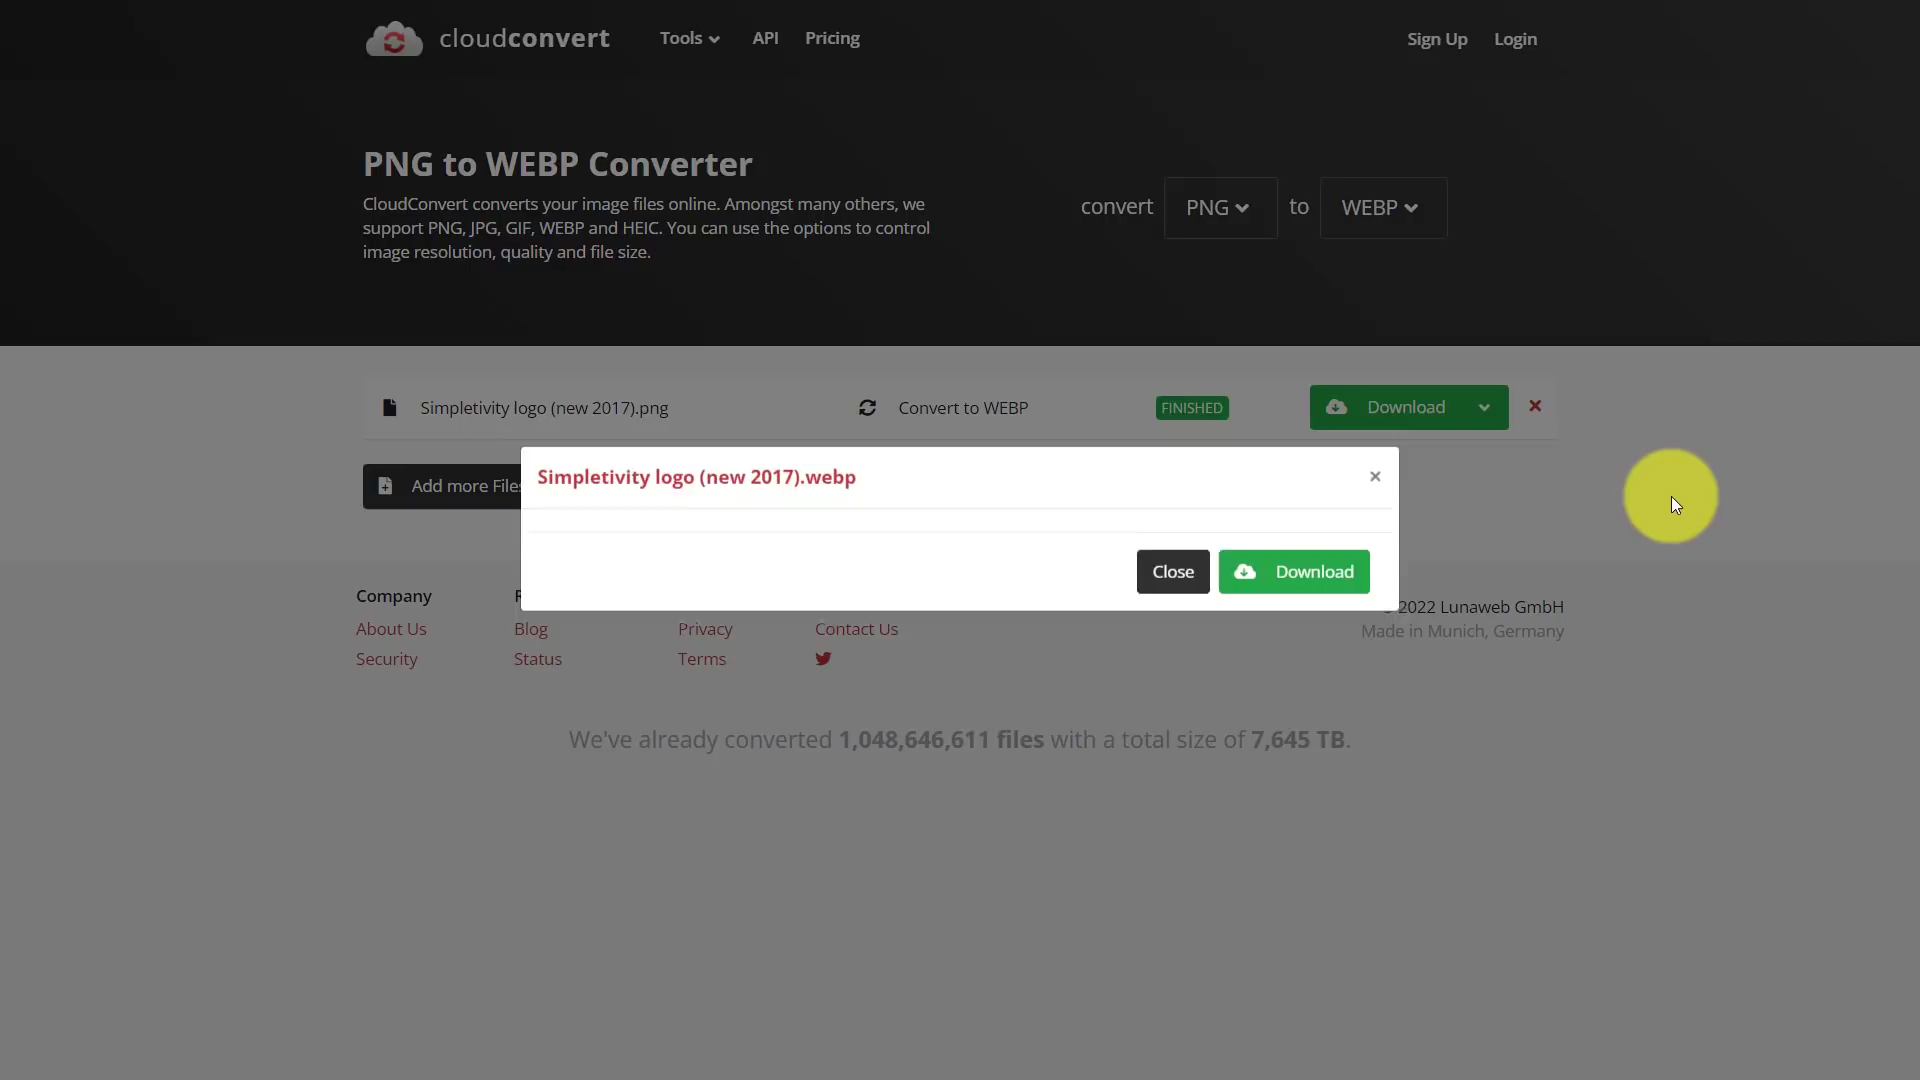 cloudconvert Tools API Pricing Sign Up Login
PNG to WEBP Converter
CloudConvert converts your image files online. Amongst many others, we
support PNG, JPG, GIF, WEBP and HEIC. You can use the options to control
image resolution, quality and file size.
convert PNG to WEBP
Simpletivity logo (new 2017).png Convert to WEBP FINISHED Download
Add more Files
Simpletivity logo (new 2017).webp ×
Close Download
Company
© 2022 Lunaweb GmbH
About Us Blog Privacy Contact Us Made in Munich, Germany
Security Status Terms
We've already converted 1,048,646,611 files with a total size of 7,645 TB.